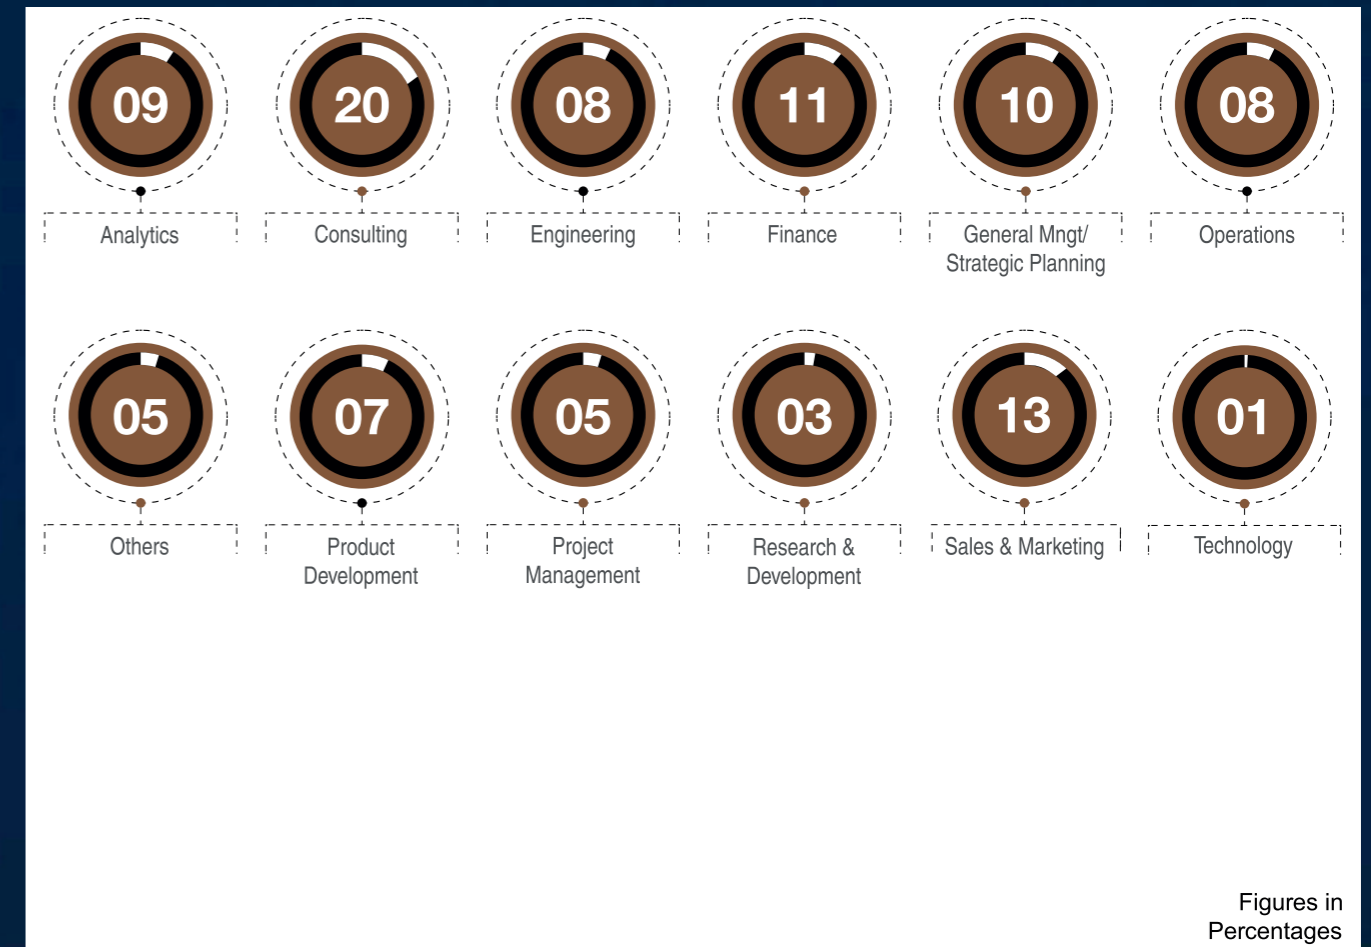 09
20
08
11
10
08
Analytics
Consulting
Engineering
Finance
General Mngt/
Strategic Planning
Operations
05
07
05
03
13
01
Others
Product
Development
Project
Management
Research &
Development
Sales & Marketing
Technology
Figures in
Percentages